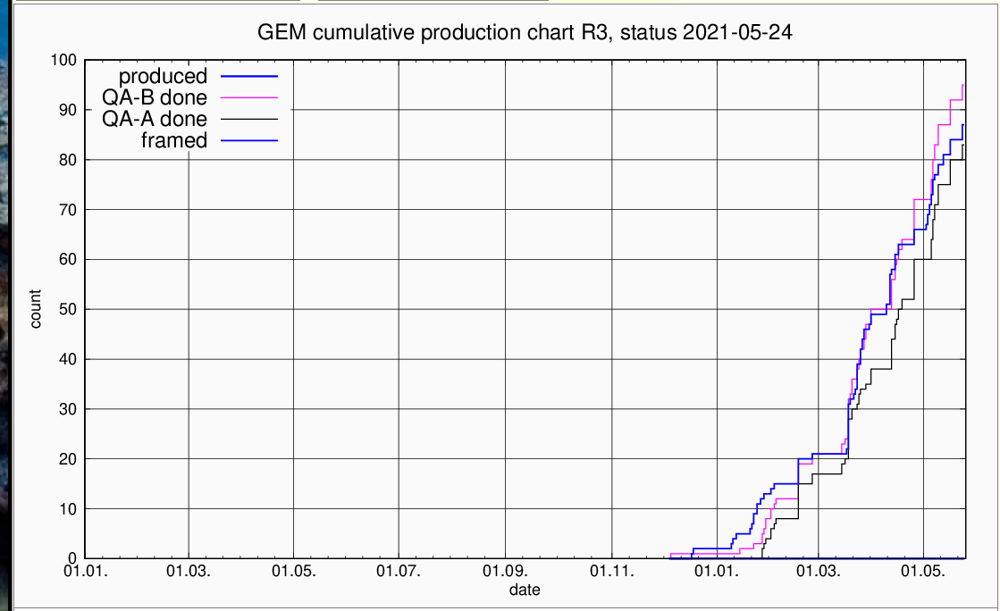 GEM cumulative production chart R3, status 2021-05-24
produced
QA-B done
QA-A done
framed
100
90
80
70
60
50
40
30
20
10
0
count
01.01. 01.03. 01.05. 01.07. 01.09. 01.11. 01.01. 01.03. 01.05.
date